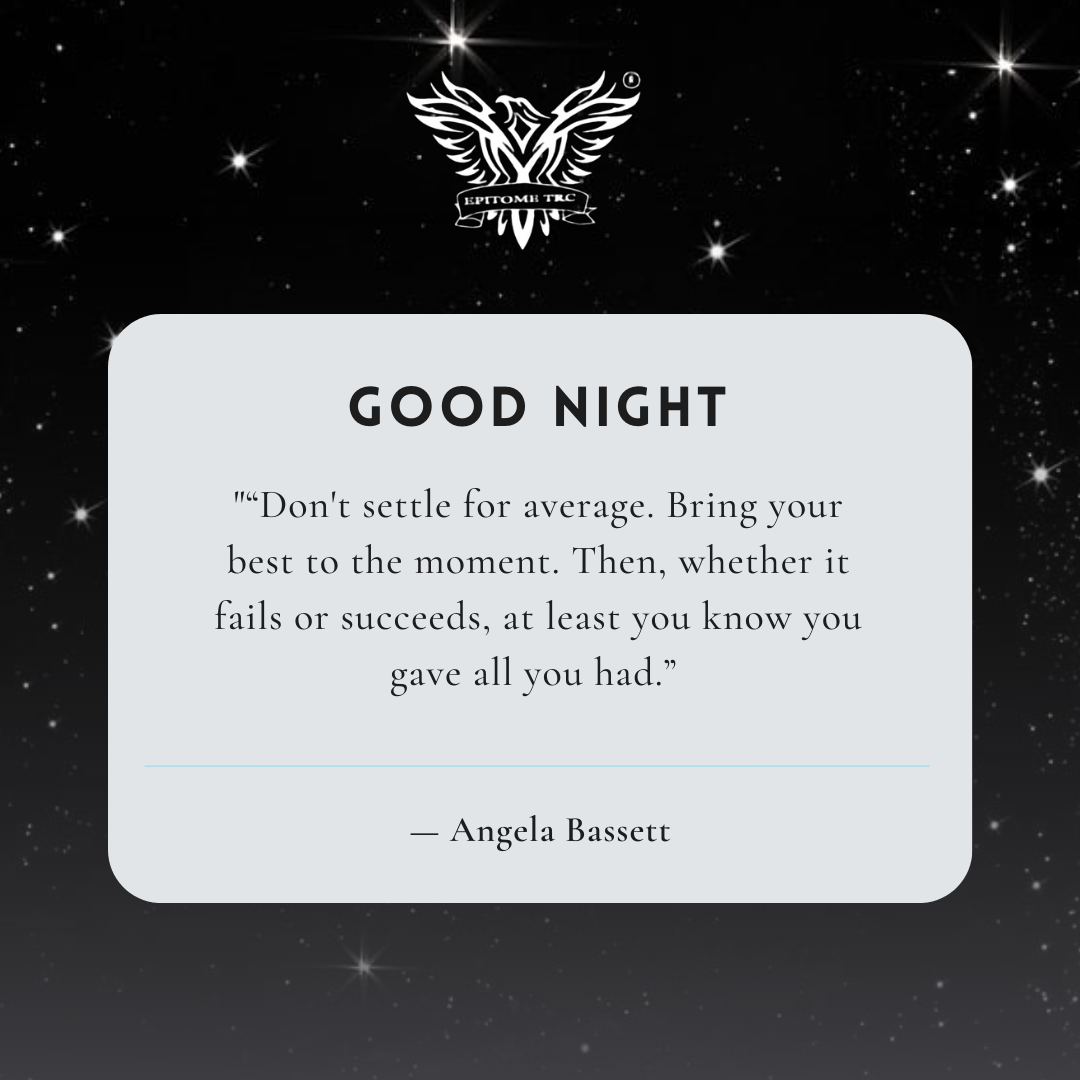 ®
EPITOME TRC
GOOD NIGHT
"“Don't settle for average. Bring your
best to the moment. Then, whether it
fails or succeeds, at least you know you
gave all you had.”
— Angela Bassett